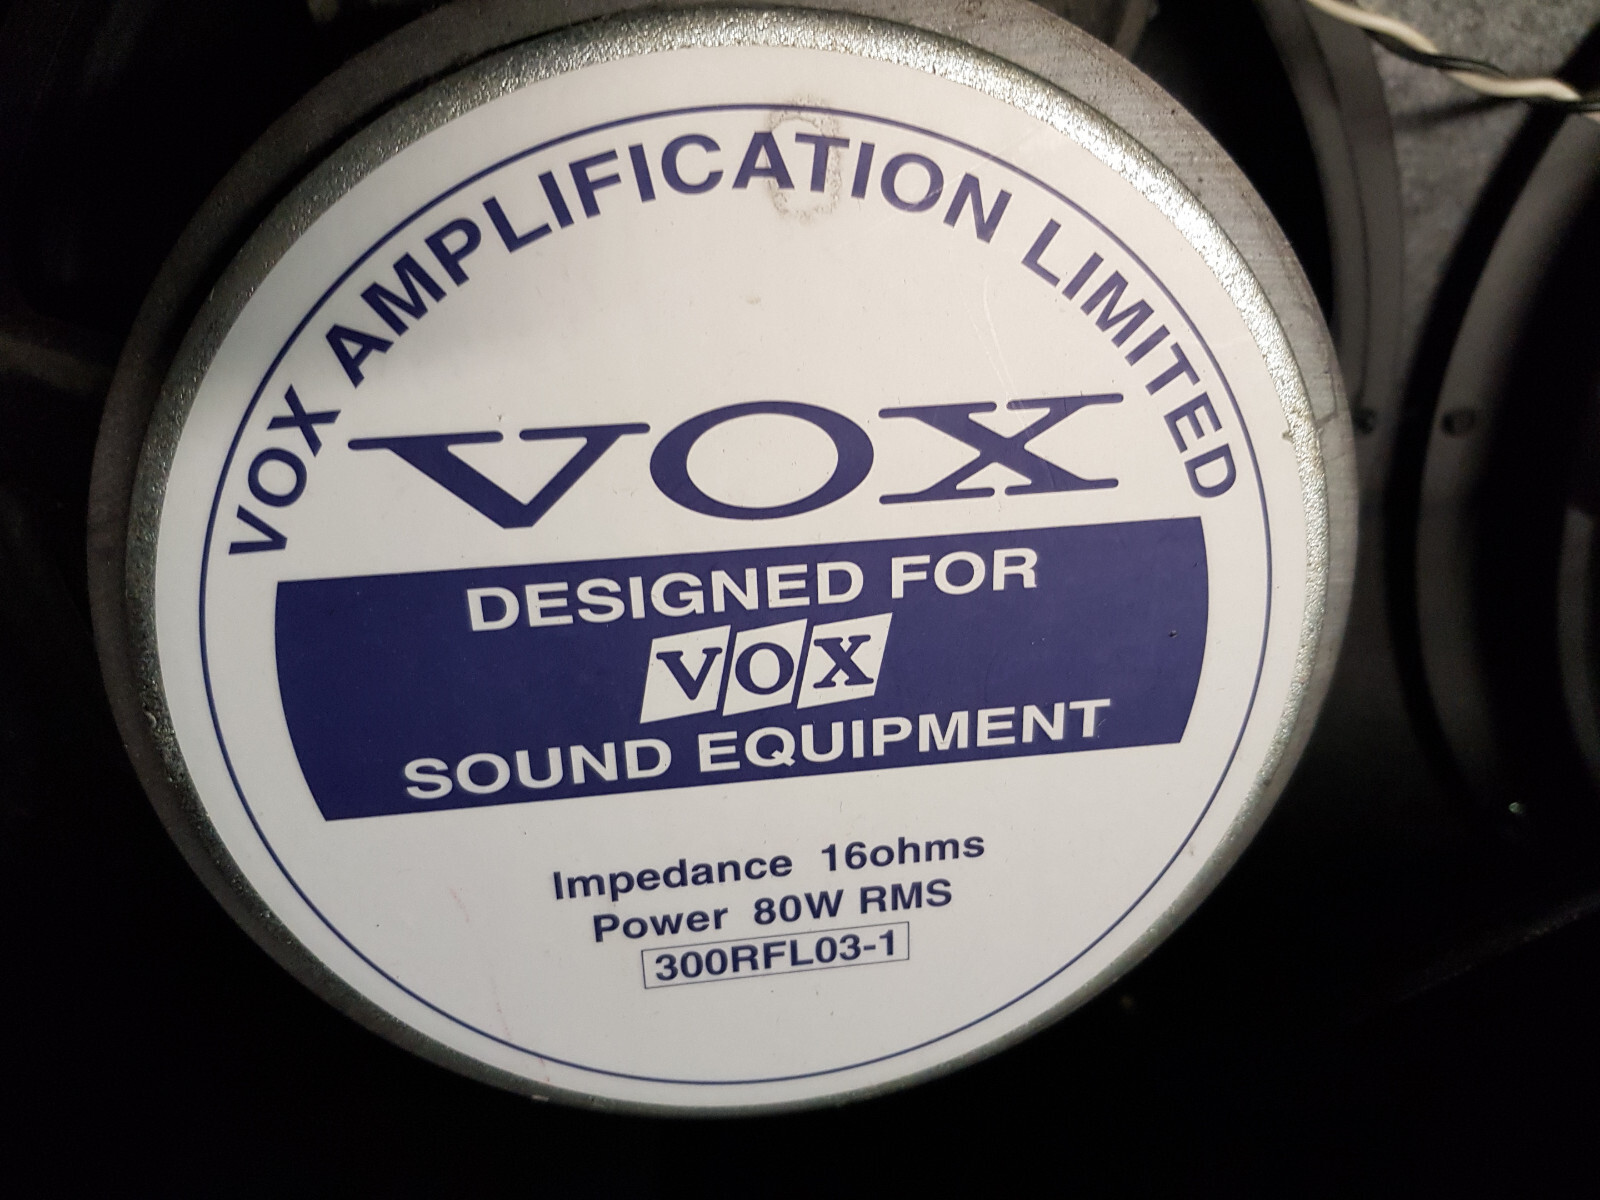 VOX AMPLIFICATION LIMITED
VOX
DESIGNED FOR
VOX
SOUND EQUIPMENT
Impedance 16ohms
Power 80W RMS
300RFL03-1